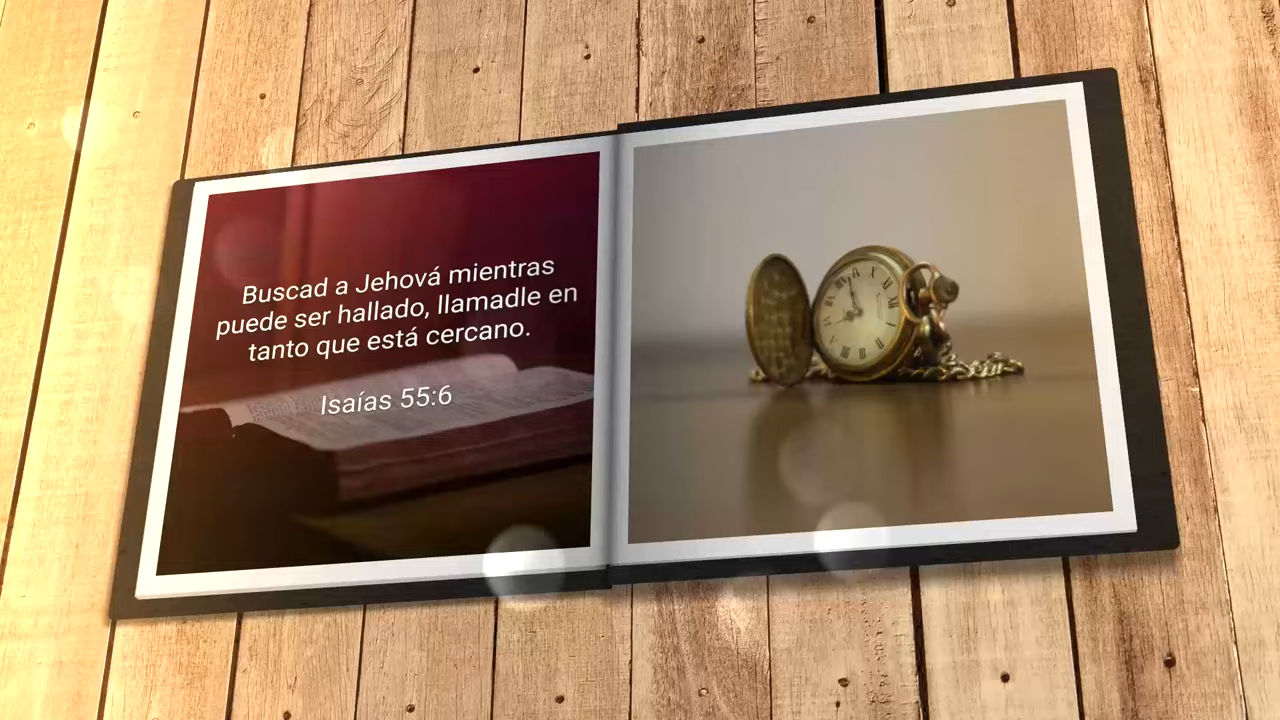 Buscad a Jehová mientras
puede ser hallado, llamadle en
tanto que está cercano.
Isaías 55:6